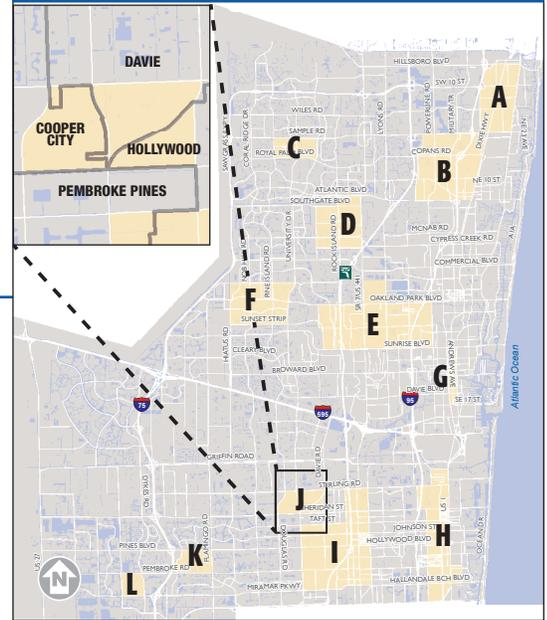 DAVIE
COOPER
CITY
HOLLYWOOD
PEMBROKE PINES
HILLSBORO BLVD
SW 10 ST
A
POWERLINE RD
MILITARY TR
DIXIE HWY
LYONS RD
WILES RD
SAMPLE RD
CORAL RIDGE DR
C
ROYAL PALM BLVD
COPANS RD
B
NE 10 ST
ATLANTIC BLVD
SOUTHGATE BLVD
D
ROCK ISLAND RD
UNIVERSITY DR
PINE ISLAND RD
NOB HILL RD
MCNAB RD
CYPRESS CREEK RD
A1A
COMMERCIAL BLVD
F
SR 7/US 441
OAKLAND PARK BLVD
SUNSET STRIP
E
SUNRISE BLVD
HIATUS RD
CLEARY BLVD
BROWARD BLVD
G
ANDREWS AVE
DAVIE BLVD
SE 17 ST
Atlantic Ocean
75
595
95
GRIFFIN ROAD
DAVIE RD
STIRLING RD
J
SHERIDAN ST
TAFT ST
DYKES RD
US 1
JOHNSON ST
H
HOLLYWOOD BLVD
OCEAN DR
FLAMINGO RD
DOUGLAS RD
I
PINES BLVD
K
US 27
PEMBROKE RD
N
L
MIRAMAR PKWY
HALLANDALE BCH BLVD